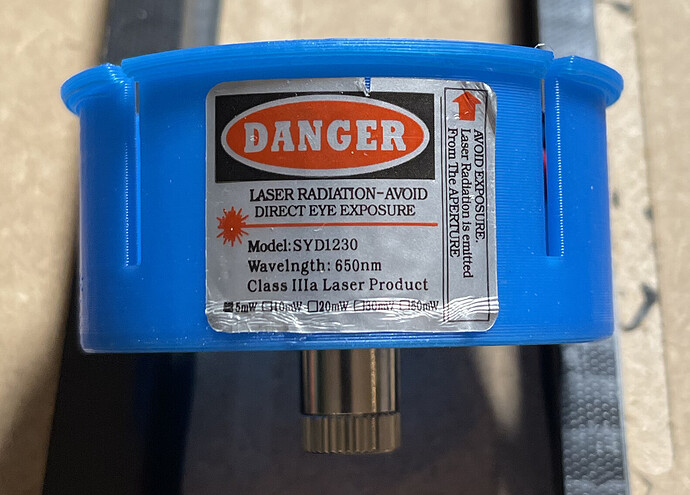 DANGER
LASER RADIATION-AVOID
DIRECT EYE EXPOSURE
Model:SYD1230
Wavelngth: 650nm
Class IIIa Laser Product
5mW 10mW 20mW 30mW 50mW
AVOID EXPOSURE.
Laser Radiation is emitted
From The APERTURE